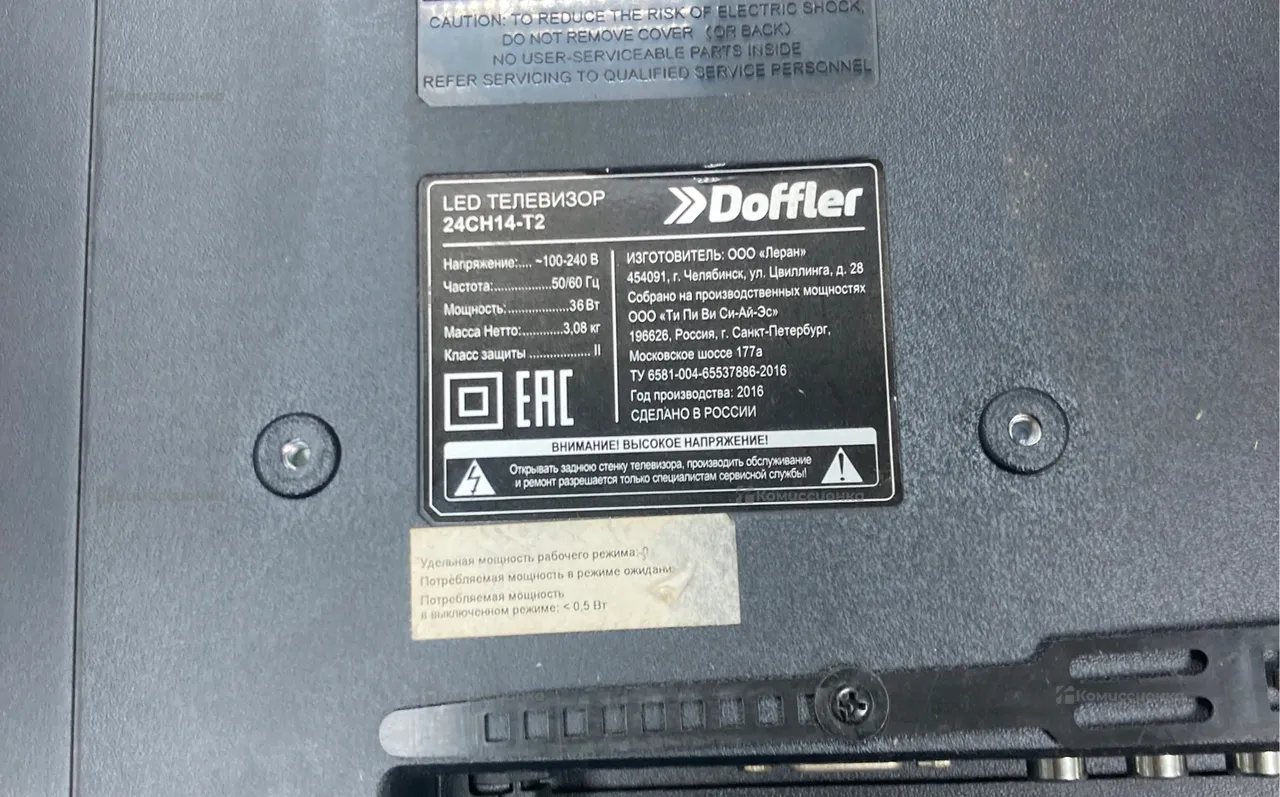 CAUTION: TO REDUCE THE RISK OF ELECTRIC SHOCK,
DO NOT REMOVE COVER (OR BACK)
NO USER-SERVICEABLE PARTS INSIDE
REFER SERVICING TO QUALIFIED SERVICE PERSONNEL
LED ТЕЛЕВИЗОР
24CH14-T2
Doffler
Напряжение:.... ~100-240 В
Частота:.................50/60 Гц
Мощность:..................36 Вт
Масса Нетто:............3,08 кг
Класс защиты ................. II
EAC
ИЗГОТОВИТЕЛЬ: ООО «Леран»
454091, г. Челябинск, ул. Цвиллинга, д. 28
Собрано на производственных мощностях
ООО «Ти Пи Ви Си-Ай-Эс»
196626, Россия, г. Санкт-Петербург,
Московское шоссе 177а
ТУ 6581-004-65537886-2016
Год производства: 2016
СДЕЛАНО В РОССИИ
ВНИМАНИЕ! ВЫСОКОЕ НАПРЯЖЕНИЕ!
Открывать заднюю стенку телевизора, производить обслуживание
и ремонт разрешается только специалистам сервисной службы!
Удельная мощность рабочего режима:
Потребляемая мощность в режиме ожидани
Потребляемая мощность
в выключенном режиме: < 0,5 Вт
Комиссионка
Комиссионка
Комиссионка